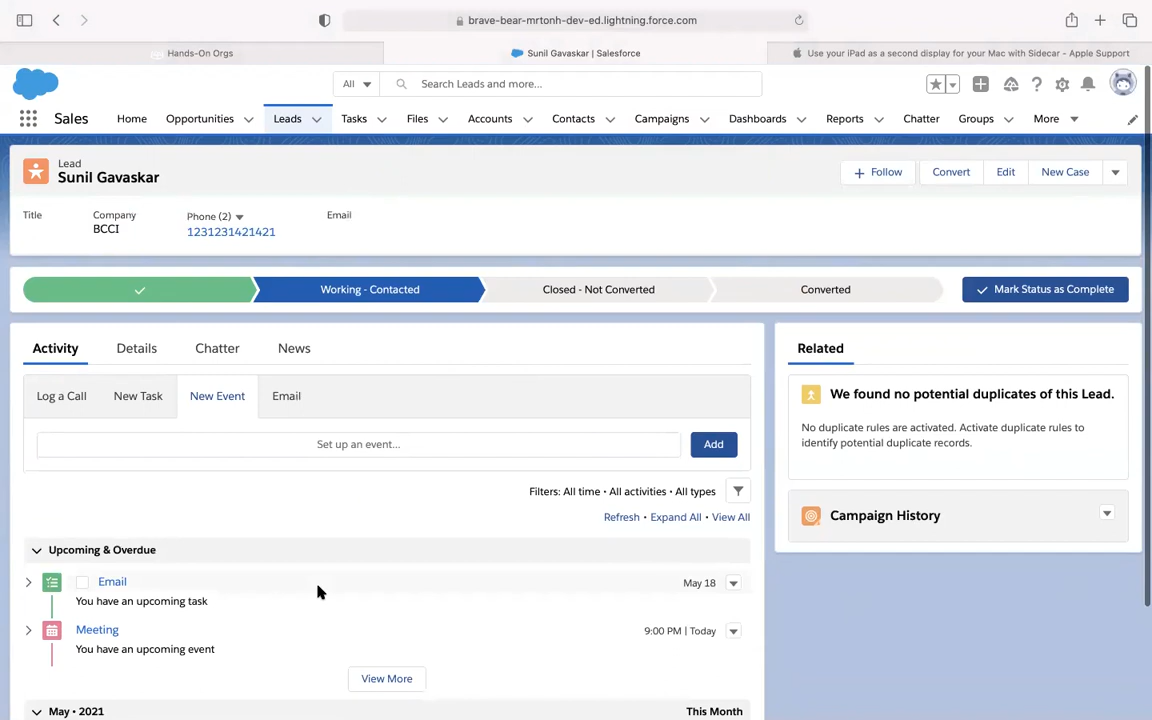 brave-bear-mrtonh-dev-ed.lightning.force.com
Hands-On Orgs
Sunil Gavaskar | Salesforce
Use your iPad as a second display for your Mac with Sidecar - Apple Support
All
Search Leads and more...
Sales
Home
Opportunities
Leads
Tasks
Files
Accounts
Contacts
Campaigns
Dashboards
Reports
Chatter
Groups
More
Lead
Sunil Gavaskar
+ Follow
Convert
Edit
New Case
Title
Company
Phone (2)
Email
BCCI
1231231421421
Working - Contacted
Closed - Not Converted
Converted
Mark Status as Complete
Activity
Details
Chatter
News
Related
Log a Call
New Task
New Event
Email
Set up an event...
Add
We found no potential duplicates of this Lead.
No duplicate rules are activated. Activate duplicate rules to
identify potential duplicate records.
Filters: All time • All activities • All types
Refresh • Expand All • View All
Campaign History
Upcoming & Overdue
Email
May 18
You have an upcoming task
Meeting
9:00 PM | Today
You have an upcoming event
View More
May • 2021
This Month